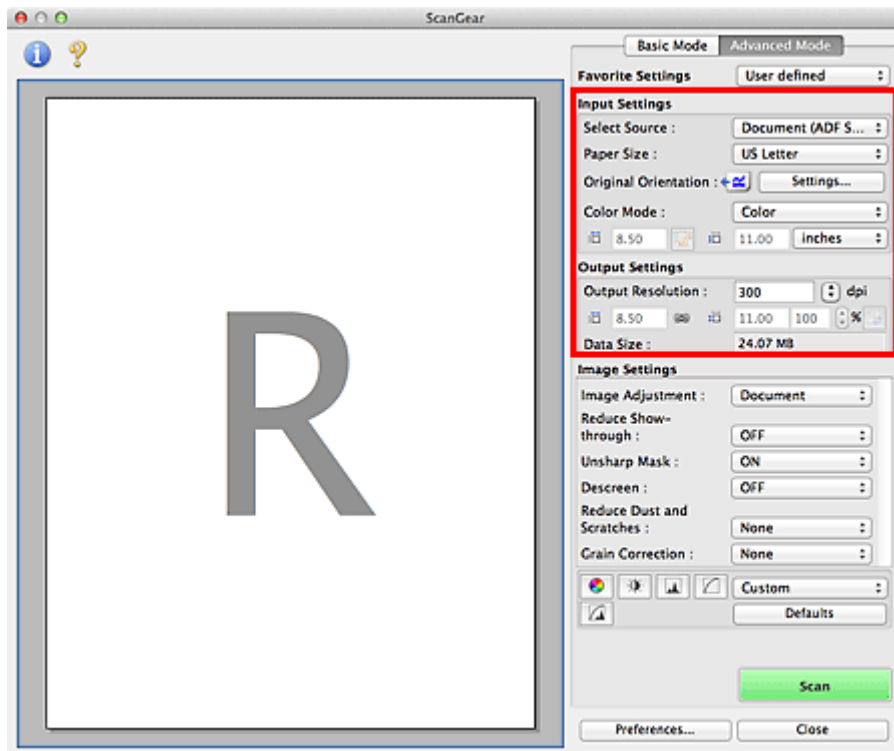 ScanGear
Basic Mode Advanced Mode
Favorite Settings User defined
Input Settings
Select Source : Document (ADF S...
Paper Size : US Letter
Original Orientation : Settings...
Color Mode : Color
8.50 11.00 inches
Output Settings
Output Resolution : 300 dpi
8.50 11.00 100 %
Data Size : 24.07 MB
Image Settings
Image Adjustment : Document
Reduce Show-
through : OFF
Unsharp Mask : ON
Descreen : OFF
Reduce Dust and
Scratches : None
Grain Correction : None
Custom
Defaults
Scan
Preferences... Close
R